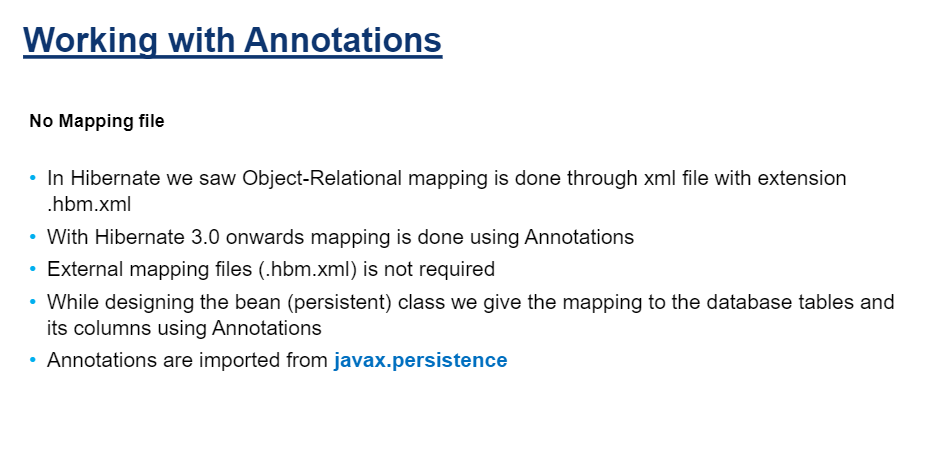 Working with Annotations
No Mapping file
• In Hibernate we saw Object-Relational mapping is done through xml file with extension
.hbm.xml
• With Hibernate 3.0 onwards mapping is done using Annotations
• External mapping files (.hbm.xml) is not required
• While designing the bean (persistent) class we give the mapping to the database tables and
its columns using Annotations
• Annotations are imported from javax.persistence